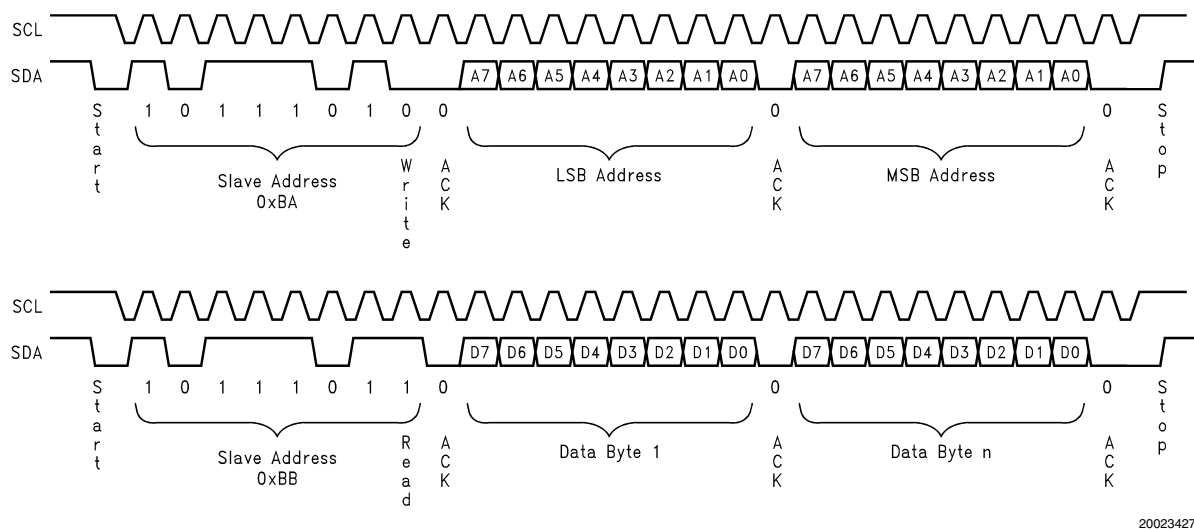 SCL
SDA A7 A6 A5 A4 A3 A2 A1 A0 A7 A6 A5 A4 A3 A2 A1 A0
Start 1 0 1 1 1 0 1 0 0 0 0 Stop
Slave Address
0xBA
Write
ACK
LSB Address
ACK
MSB Address
ACK
SCL
SDA D7 D6 D5 D4 D3 D2 D1 D0 D7 D6 D5 D4 D3 D2 D1 D0
Start 1 0 1 1 1 0 1 1 0 0 0 Stop
Slave Address
0xBB
Read
ACK
Data Byte 1
ACK
Data Byte n
ACK
20023427